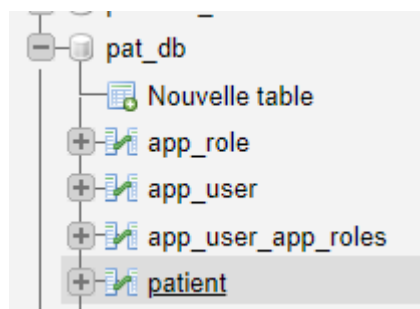 pat_db
Nouvelle table
app_role
app_user
app_user_app_roles
patient